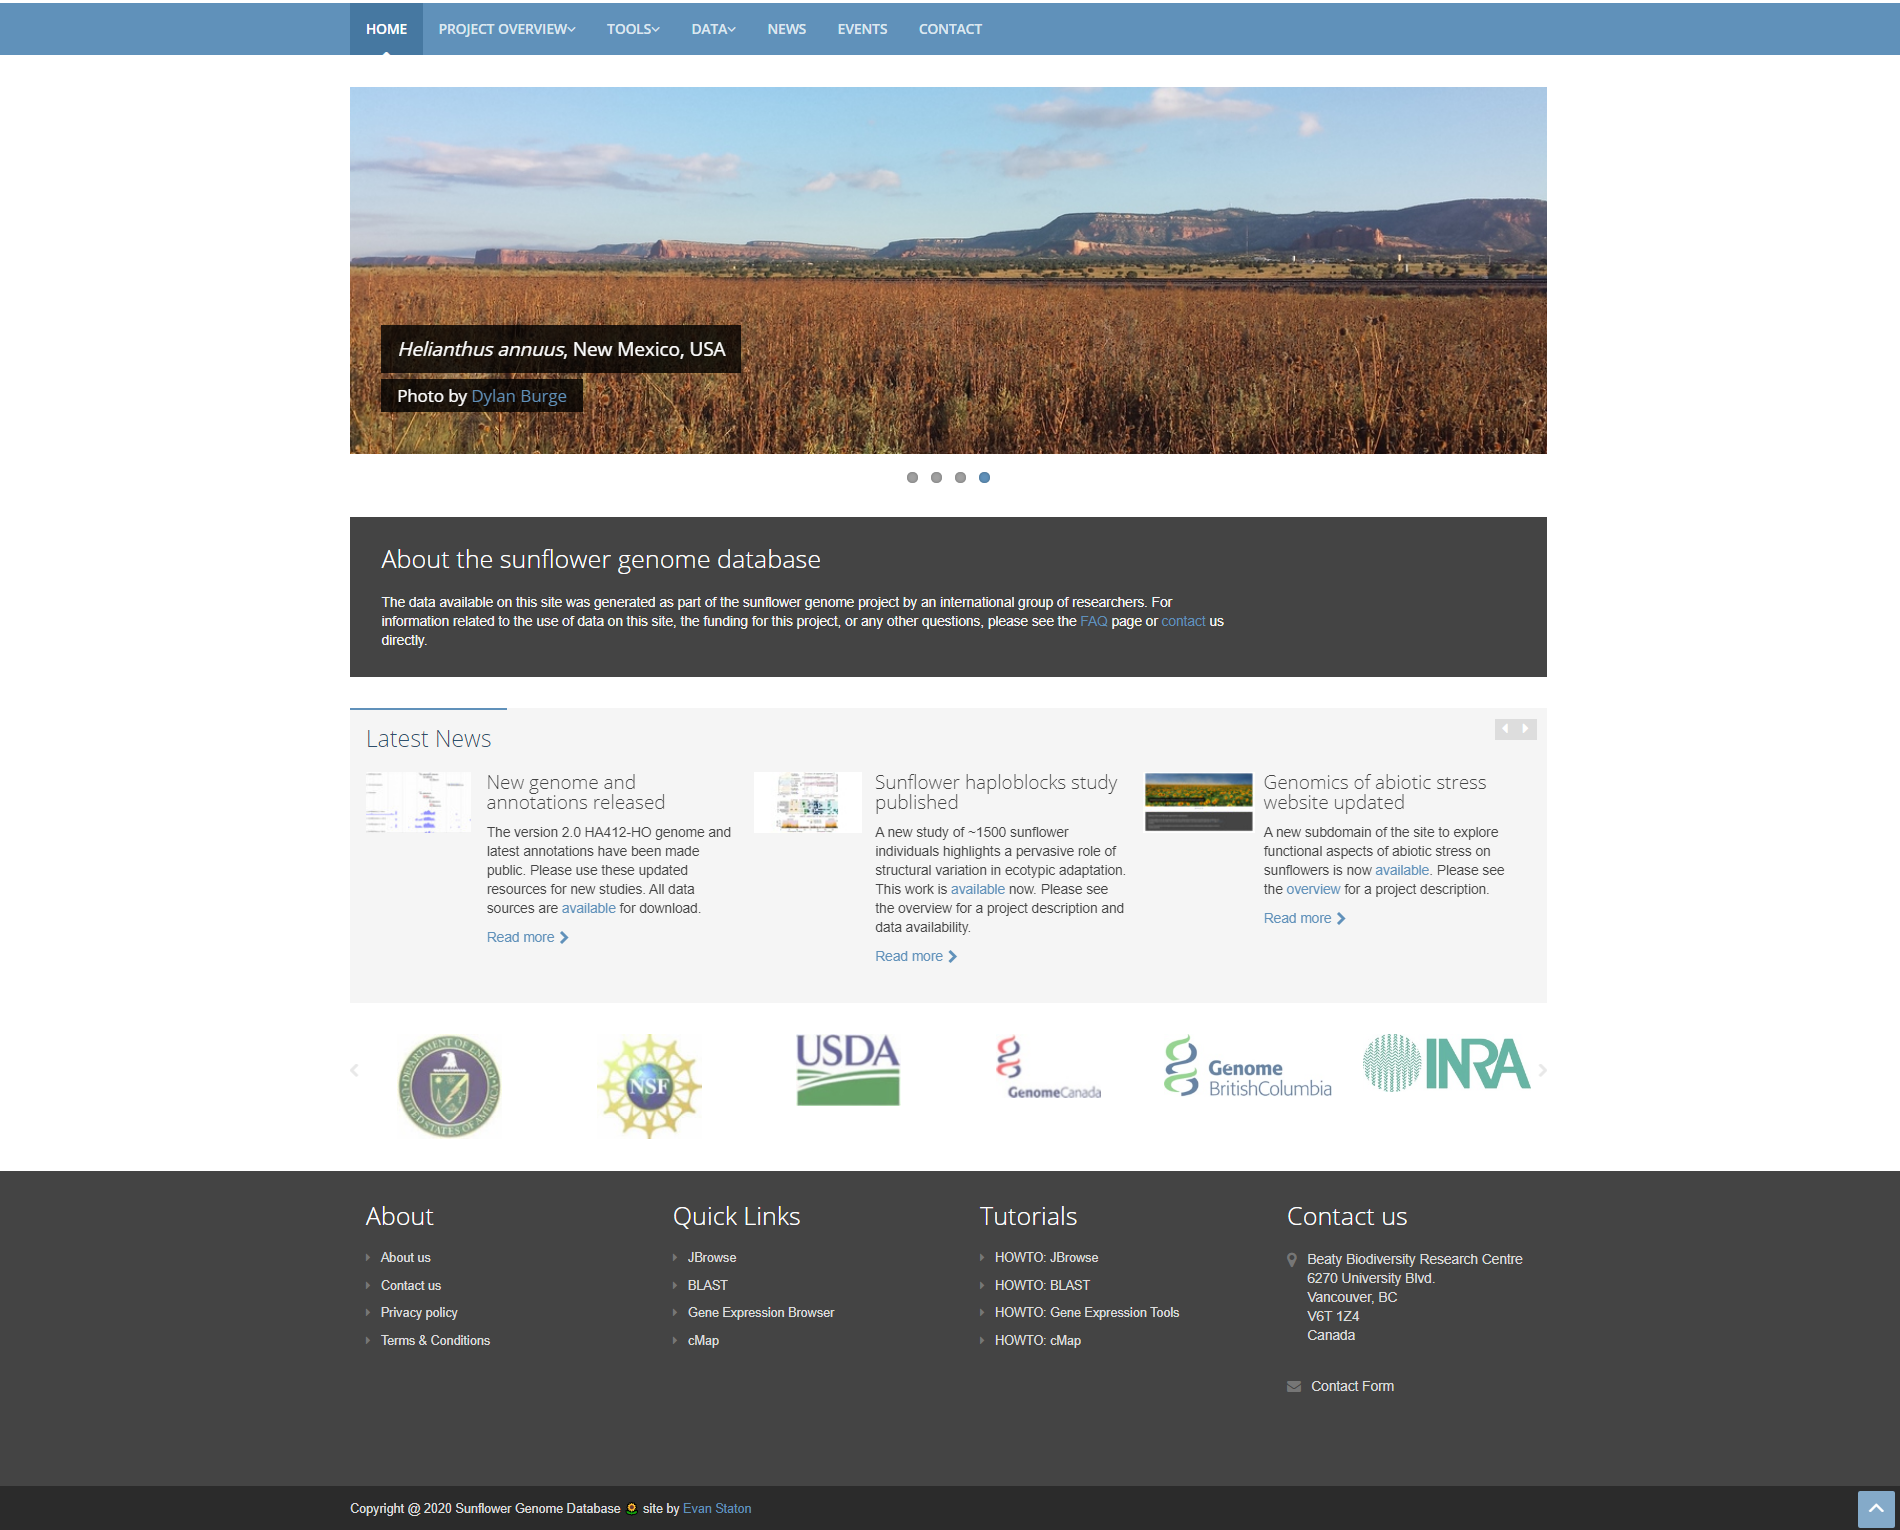 HOME PROJECT OVERVIEW TOOLS DATA NEWS EVENTS CONTACT
Helianthus annuus, New Mexico, USA
Photo by Dylan Burge
About the sunflower genome database
The data available on this site was generated as part of the sunflower genome project by an international group of researchers. For
information related to the use of data on this site, the funding for this project, or any other questions, please see the FAQ page or contact us
directly.
Latest News
New genome and
annotations released
The version 2.0 HA412-HO genome and
latest annotations have been made
public. Please use these updated
resources for new studies. All data
sources are available for download.
Read more
Sunflower haploblocks study
published
A new study of ~1500 sunflower
individuals highlights a pervasive role of
structural variation in ecotypic adaptation.
This work is available now. Please see
the overview for a project description and
data availability.
Read more
Genomics of abiotic stress
website updated
A new subdomain of the site to explore
functional aspects of abiotic stress on
sunflowers is now available. Please see
the overview for a project description.
Read more
DEPARTMENT OF ENERGY
UNITED STATES OF AMERICA
NSF
USDA
GenomeCanada
Genome
BritishColumbia
INRA
About
About us
Contact us
Privacy policy
Terms & Conditions
Quick Links
JBrowse
BLAST
Gene Expression Browser
cMap
Tutorials
HOWTO: JBrowse
HOWTO: BLAST
HOWTO: Gene Expression Tools
HOWTO: cMap
Contact us
Beaty Biodiversity Research Centre
6270 University Blvd.
Vancouver, BC
V6T 1Z4
Canada
Contact Form
Copyright @ 2020 Sunflower Genome Database site by Evan Staton